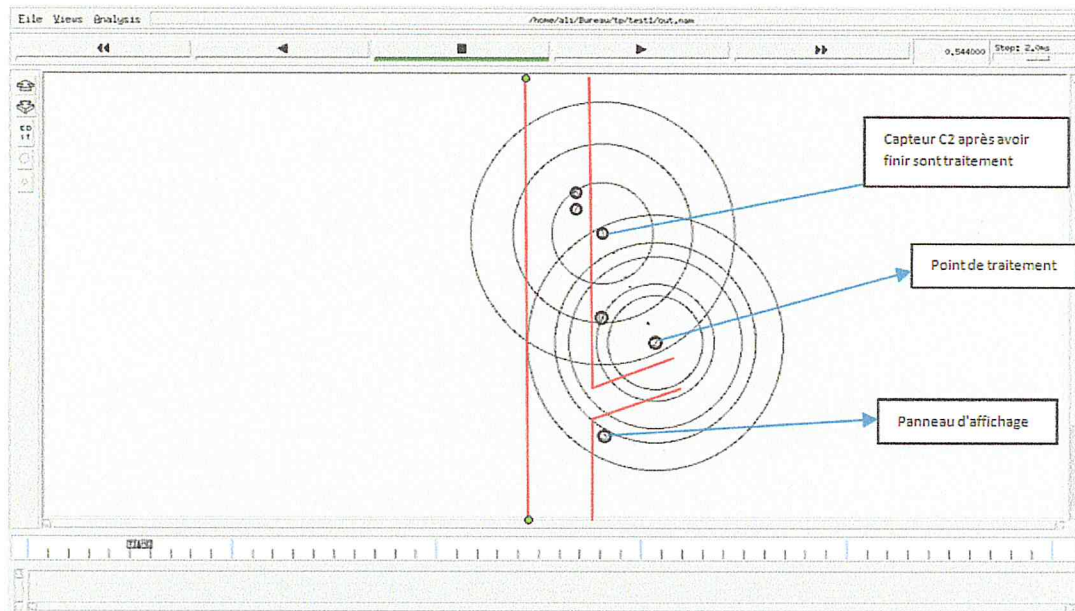 File Views Analysis
/home/ali/Bureau/tp/test1/out.nam
0.544000
Step: 2.0ms
Capteur C2 après avoir
finir sont traitement
Point de traitement
Panneau d'affichage
TIME